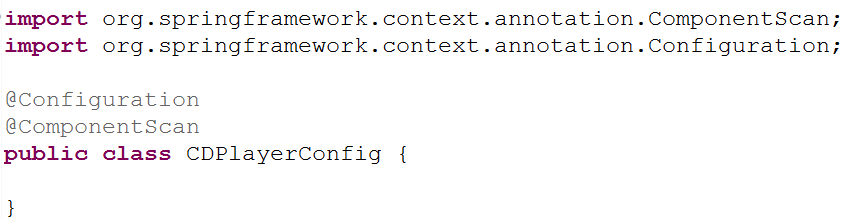 import org.springframework.context.annotation.ComponentScan;
import org.springframework.context.annotation.Configuration;
@Configuration
@ComponentScan
public class CDPlayerConfig {
}